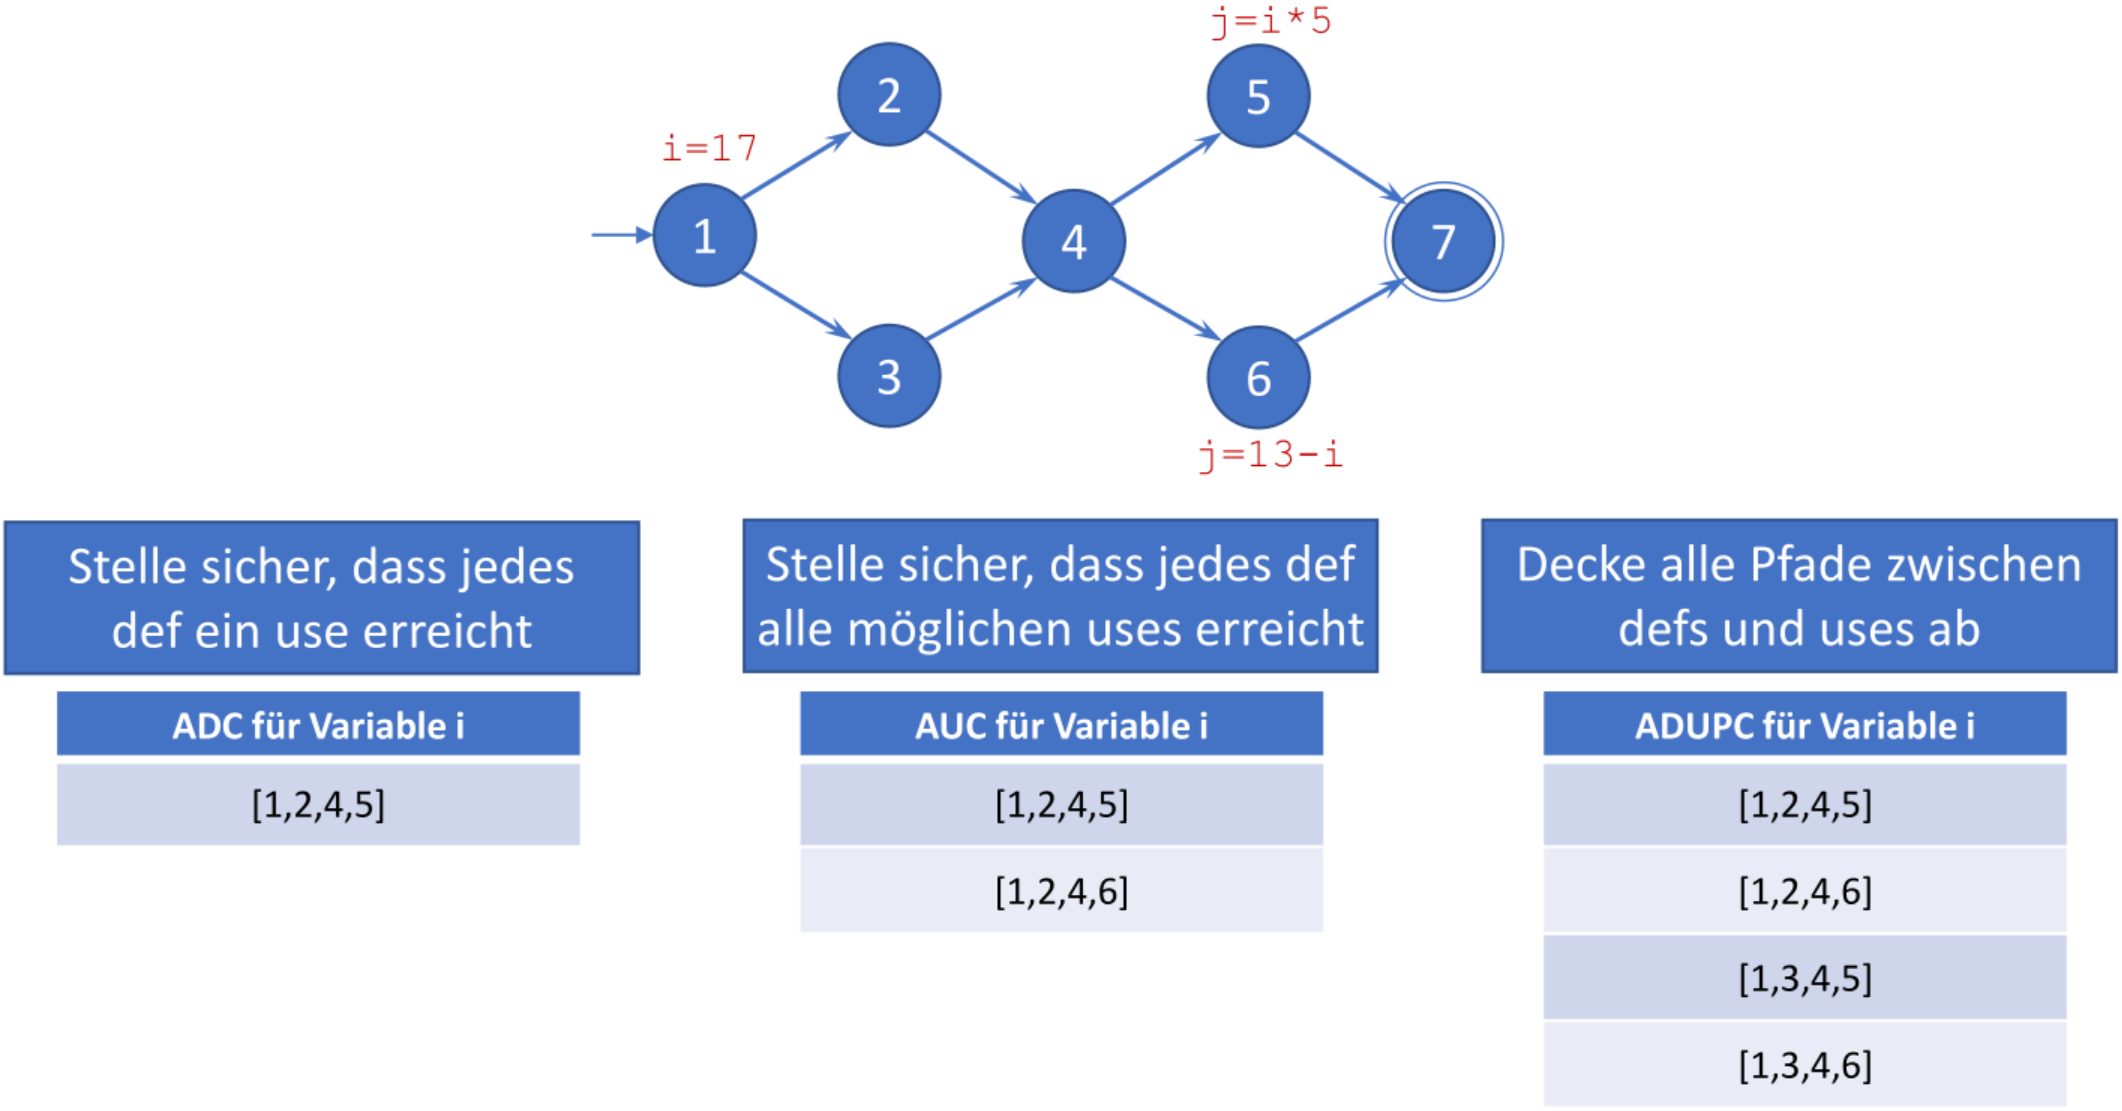 j=i*5
2
5
i=17
1
4
7
3
6
j=13-i
Stelle sicher, dass jedes
def ein use erreicht
Stelle sicher, dass jedes def
alle möglichen uses erreicht
Decke alle Pfade zwischen
defs und uses ab
ADC für Variable i
[1,2,4,5]
AUC für Variable i
[1,2,4,5]
[1,2,4,6]
ADUPC für Variable i
[1,2,4,5]
[1,2,4,6]
[1,3,4,5]
[1,3,4,6]